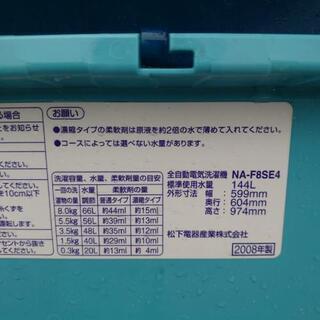 る場合
お願い
●濃縮タイプの柔軟剤は原液を約2倍の水で薄めて入れてください。
●コースによっては選べない水量があります。
洗濯容量、水量、柔軟剤量の目安
一回の洗濯物の量 水量 柔軟剤の量
普通タイプ 濃縮タイプ
8.0kg 66L 約44ml 約15ml
5.5kg 56L 約39ml 約13ml
3.5kg 48L 約35ml 約12ml
1.5kg 40L 約29ml 約10ml
0.3kg 20L 約13ml 約 4ml
全自動電気洗濯機 NA-F8SE4
標準使用水量 144L
外形寸法 幅:599mm
奥行:604mm
高さ:974mm
松下電器産業株式会社
2008年製